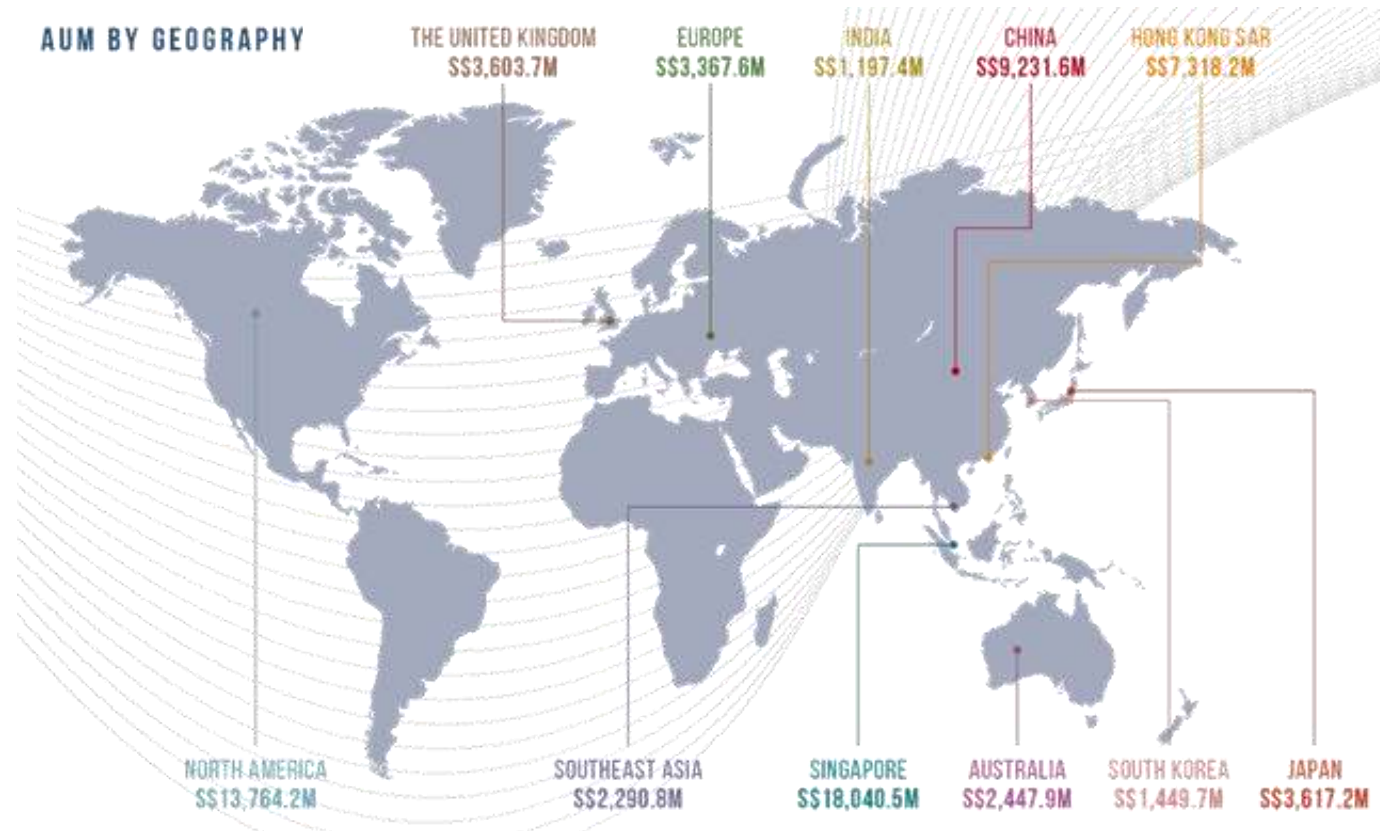 AUM BY GEOGRAPHY
THE UNITED KINGDOM
S$3,603.7M
EUROPE
S$3,367.6M
INDIA
S$1,197.4M
CHINA
S$9,231.6M
HONG KONG SAR
S$7,318.2M
NORTH AMERICA
S$13,764.2M
SOUTHEAST ASIA
S$2,290.8M
SINGAPORE
S$18,040.5M
AUSTRALIA
S$2,447.9M
SOUTH KOREA
S$1,449.7M
JAPAN
S$3,617.2M